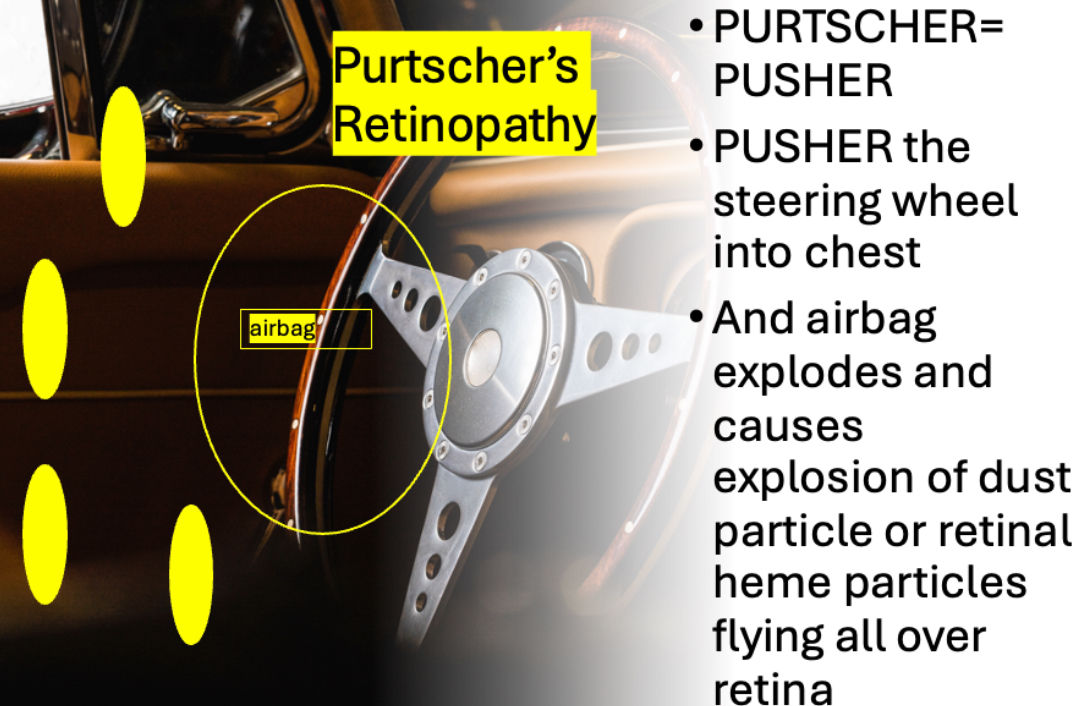 Purtscher’s
Retinopathy
airbag
• PURTSCHER=
PUSHER
• PUSHER the
steering wheel
into chest
• And airbag
explodes and
causes
explosion of dust
particle or retinal
heme particles
flying all over
retina